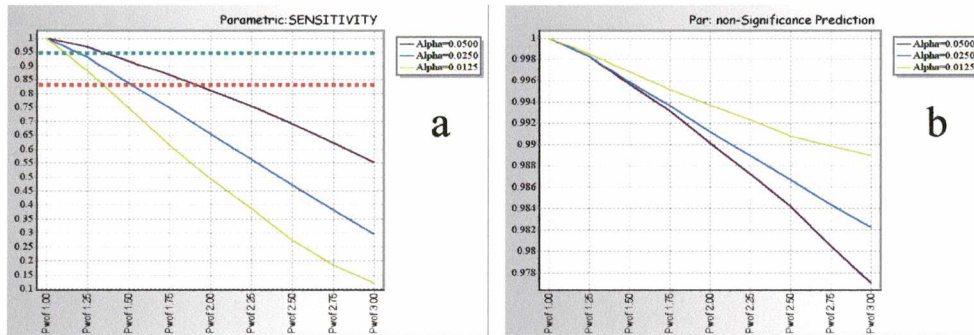 Parametric:SENSITIVITY
1
0.95
0.9
0.85
0.8
0.75
0.7
0.65
0.6
0.55
0.5
0.45
0.4
0.35
0.3
0.25
0.2
0.15
0.1
Pwof 1.00
Pwof 1.25
Pwof 1.50
Pwof 1.75
Pwof 2.00
Pwof 2.25
Pwof 2.50
Pwof 2.75
Pwof 3.00
Alpha=0.0500
Alpha=0.0250
Alpha=0.0125
a
Par: non-Significance Prediction
1
0.998
0.996
0.994
0.992
0.99
0.988
0.986
0.984
0.982
0.98
0.978
Pwof 1.00
Pwof 1.25
Pwof 1.50
Pwof 1.75
Pwof 2.00
Pwof 2.25
Pwof 2.50
Pwof 2.75
Pwof 3.00
Alpha=0.0500
Alpha=0.0250
Alpha=0.0125
b